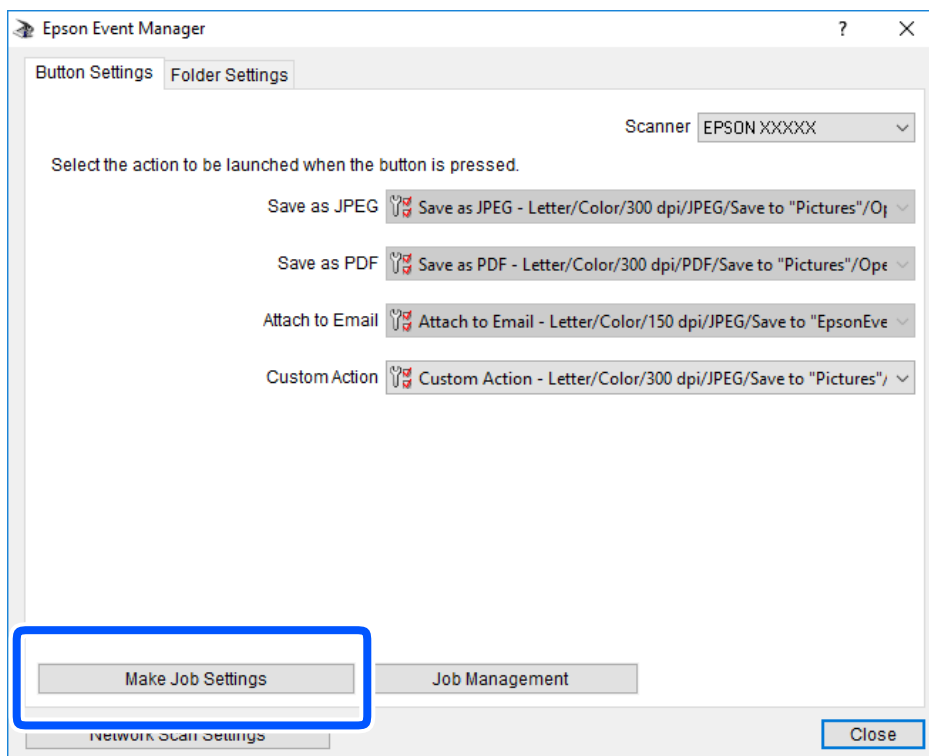 Epson Event Manager
Button Settings Folder Settings
Scanner EPSON XXXXX
Select the action to be launched when the button is pressed.
Save as JPEG Save as JPEG - Letter/Color/300 dpi/JPEG/Save to "Pictures"/Op
Save as PDF Save as PDF - Letter/Color/300 dpi/PDF/Save to "Pictures"/Ope
Attach to Email Attach to Email - Letter/Color/150 dpi/JPEG/Save to "EpsonEve
Custom Action Custom Action - Letter/Color/300 dpi/JPEG/Save to "Pictures"/
Make Job Settings Job Management
Network Scan Settings Close